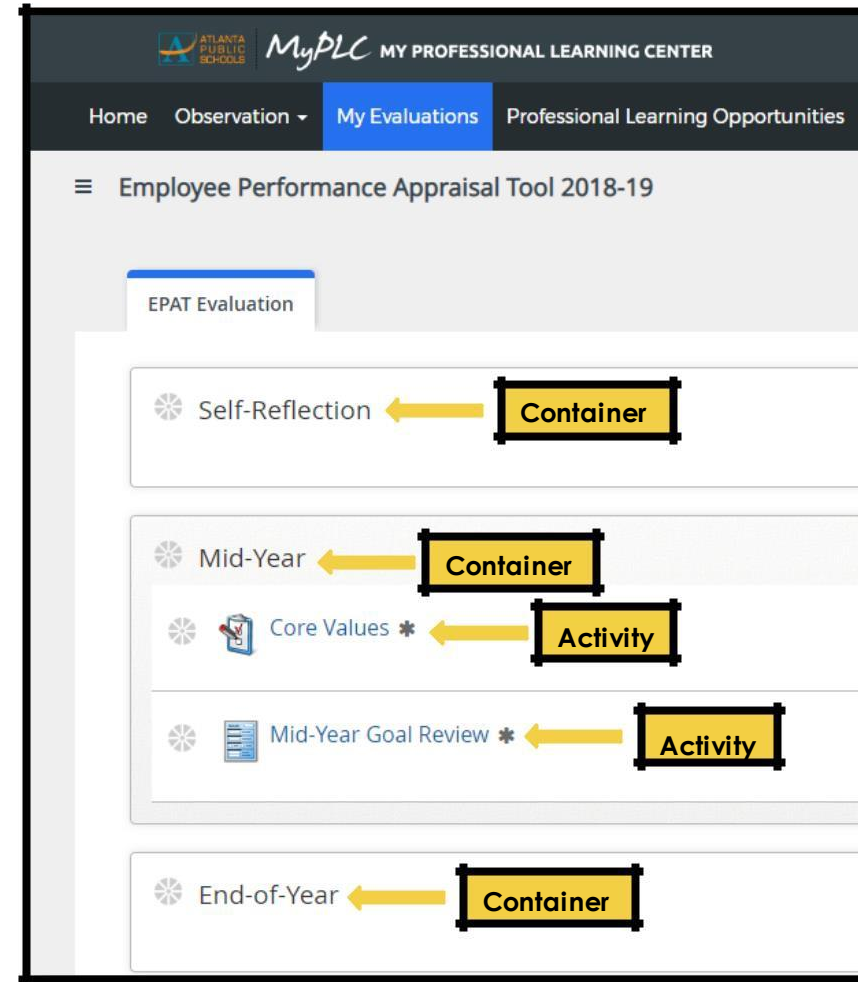 ATLANTA
PUBLIC
SCHOOLS
MyPLC MY PROFESSIONAL LEARNING CENTER
Home Observation My Evaluations Professional Learning Opportunities
Employee Performance Appraisal Tool 2018-19
EPAT Evaluation
Self-Reflection Container
Mid-Year Container
Core Values * Activity
Mid-Year Goal Review * Activity
End-of-Year Container